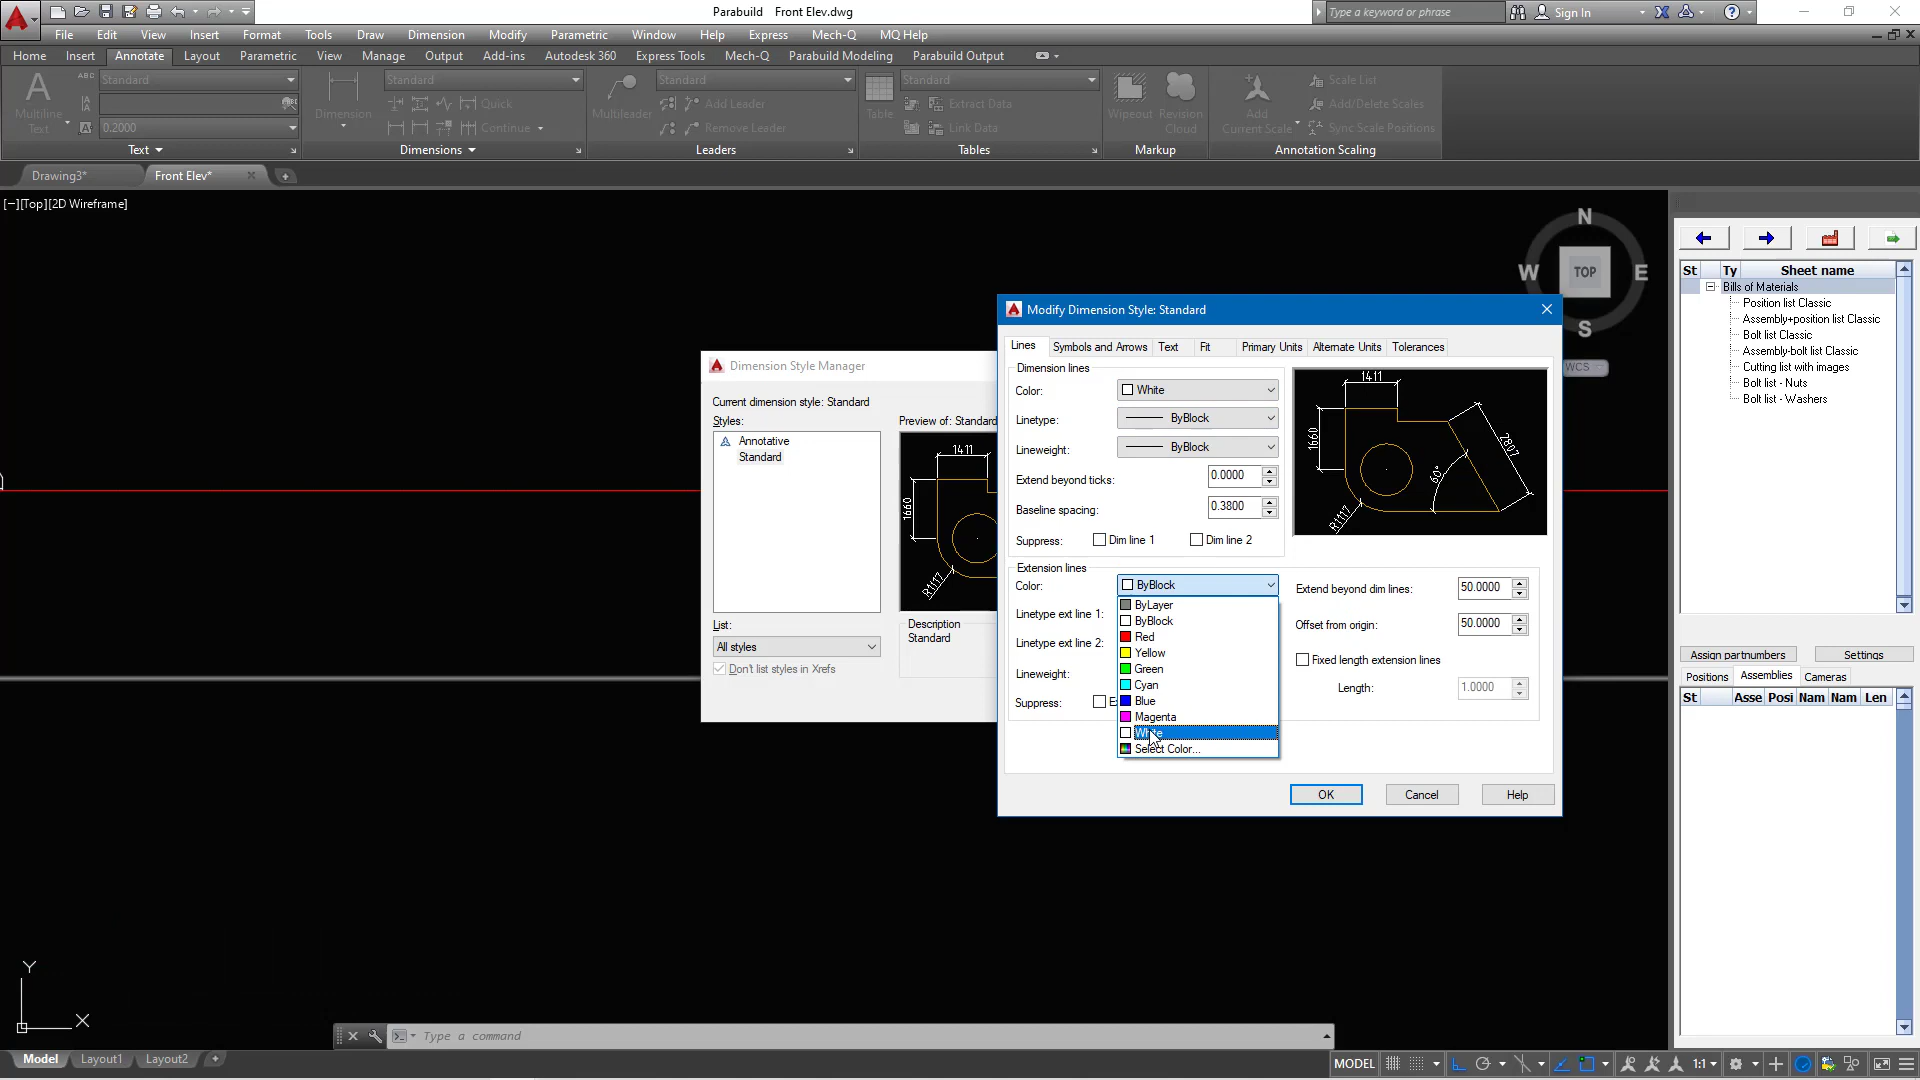 Parabuild Front Elev.dwg
Type a keyword or phrase
Sign In
File Edit View Insert Format Tools Draw Dimension Modify Parametric Window Help Express Mech-Q MQ Help
Home Insert Annotate Layout Parametric View Manage Output Add-ins Autodesk 360 Express Tools Mech-Q Parabuild Modeling Parabuild Output
Multiline Text
Standard
0.2000
Text
Dimension
Standard
Quick
Continue
Dimensions
Multileader
Standard
Add Leader
Remove Leader
Leaders
Table
Standard
Extract Data
Link Data
Tables
Wipeout
Revision Cloud
Markup
Add Current Scale
Scale List
Add/Delete Scales
Sync Scale Positions
Annotation Scaling
Drawing3*
Front Elev*
[−][Top][2D Wireframe]
N
W TOP E
S
WCS
Dimension Style Manager
Current dimension style: Standard
Styles:
Annotative
Standard
Preview of: Standard
1411
1660
R1117
List:
All styles
Don't list styles in Xrefs
Description
Standard
Modify Dimension Style: Standard
Lines Symbols and Arrows Text Fit Primary Units Alternate Units Tolerances
Dimension lines
Color: White
Linetype: ByBlock
Lineweight: ByBlock
Extend beyond ticks: 0.0000
Baseline spacing: 0.3800
Suppress: Dim line 1 Dim line 2
1411
1660
2807
60°
R1117
Extension lines
Color: ByBlock
Linetype ext line 1:
Linetype ext line 2:
Lineweight:
Suppress:
ByLayer
ByBlock
Red
Yellow
Green
Cyan
Blue
Magenta
White
Select Color...
Extend beyond dim lines: 50.0000
Offset from origin: 50.0000
Fixed length extension lines
Length: 1.0000
OK Cancel Help
St Ty Sheet name
Bills of Materials
Position list Classic
Assembly+position list Classic
Bolt list Classic
Assembly-bolt list Classic
Cutting list with images
Bolt list - Nuts
Bolt list - Washers
Assign partnumbers Settings
Positions Assemblies Cameras
St Asse Posi Nam Nam Len
Y
X
Type a command
Model Layout1 Layout2
MODEL 1:1